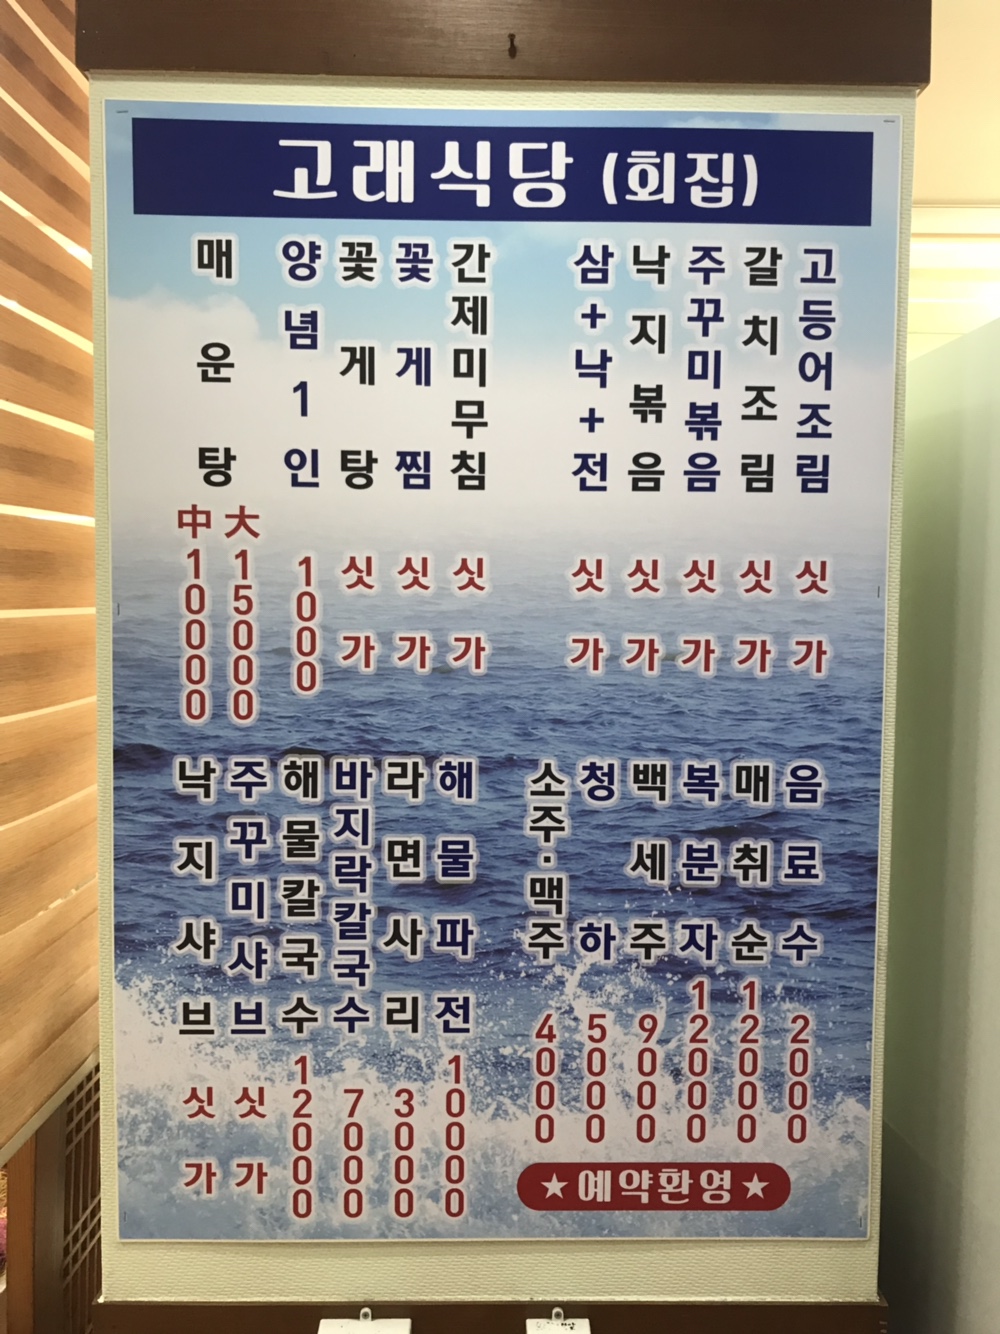 고래식당 (회집)
매운탕 中 10000 大 15000
양념1인 1000
꽃게탕 싯가
꽃게찜 싯가
간제미무침 싯가
삼+낙+전 싯가
낙지볶음 싯가
주꾸미볶음 싯가
갈치조림 싯가
고등어조림 싯가
낙지샤브 싯가
주꾸미샤브 싯가
해물칼국수 12000
바지락칼국수 7000
라면사리 3000
해물파전 10000
소주·맥주 4000
청하 5000
백세주 9000
복분자 12000
매취순 12000
음료수 2000
★예약환영★